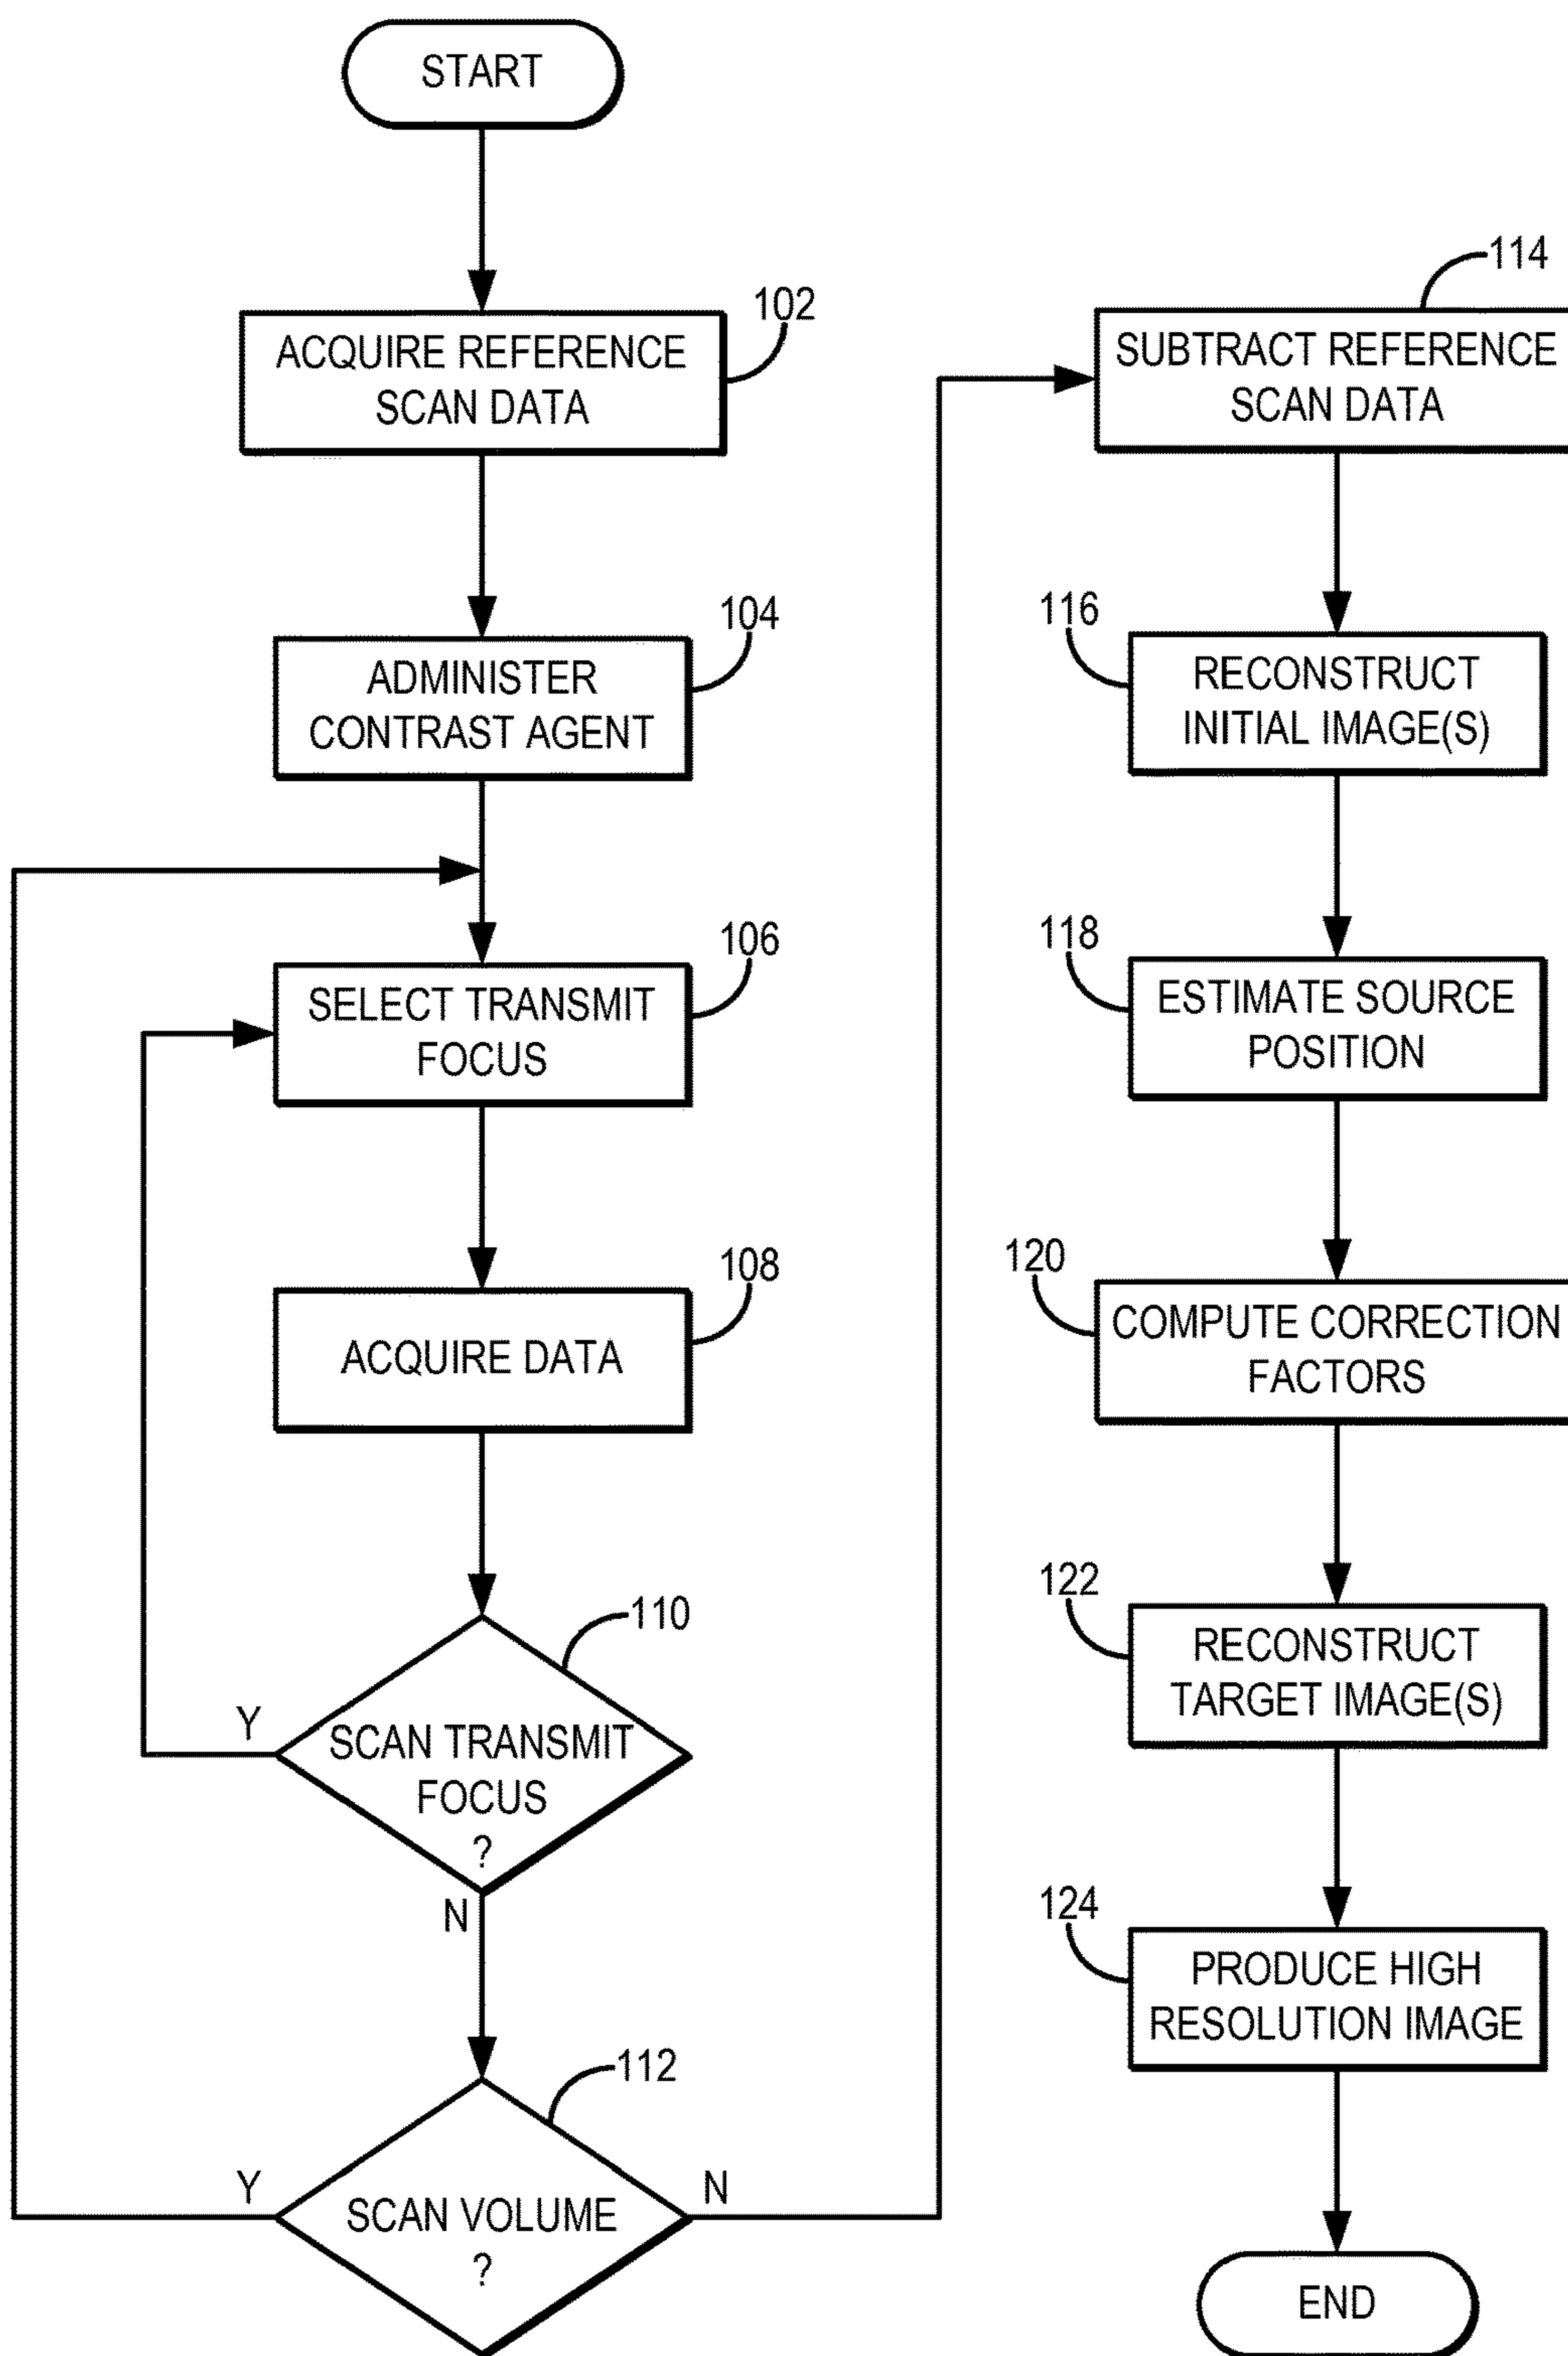 START
102
ACQUIRE REFERENCE
SCAN DATA
104
ADMINISTER
CONTRAST AGENT
106
SELECT TRANSMIT
FOCUS
108
ACQUIRE DATA
110
SCAN TRANSMIT
FOCUS
?
Y
N
112
SCAN VOLUME
?
Y
N
114
SUBTRACT REFERENCE
SCAN DATA
116
RECONSTRUCT
INITIAL IMAGE(S)
118
ESTIMATE SOURCE
POSITION
120
COMPUTE CORRECTION
FACTORS
122
RECONSTRUCT
TARGET IMAGE(S)
124
PRODUCE HIGH
RESOLUTION IMAGE
END